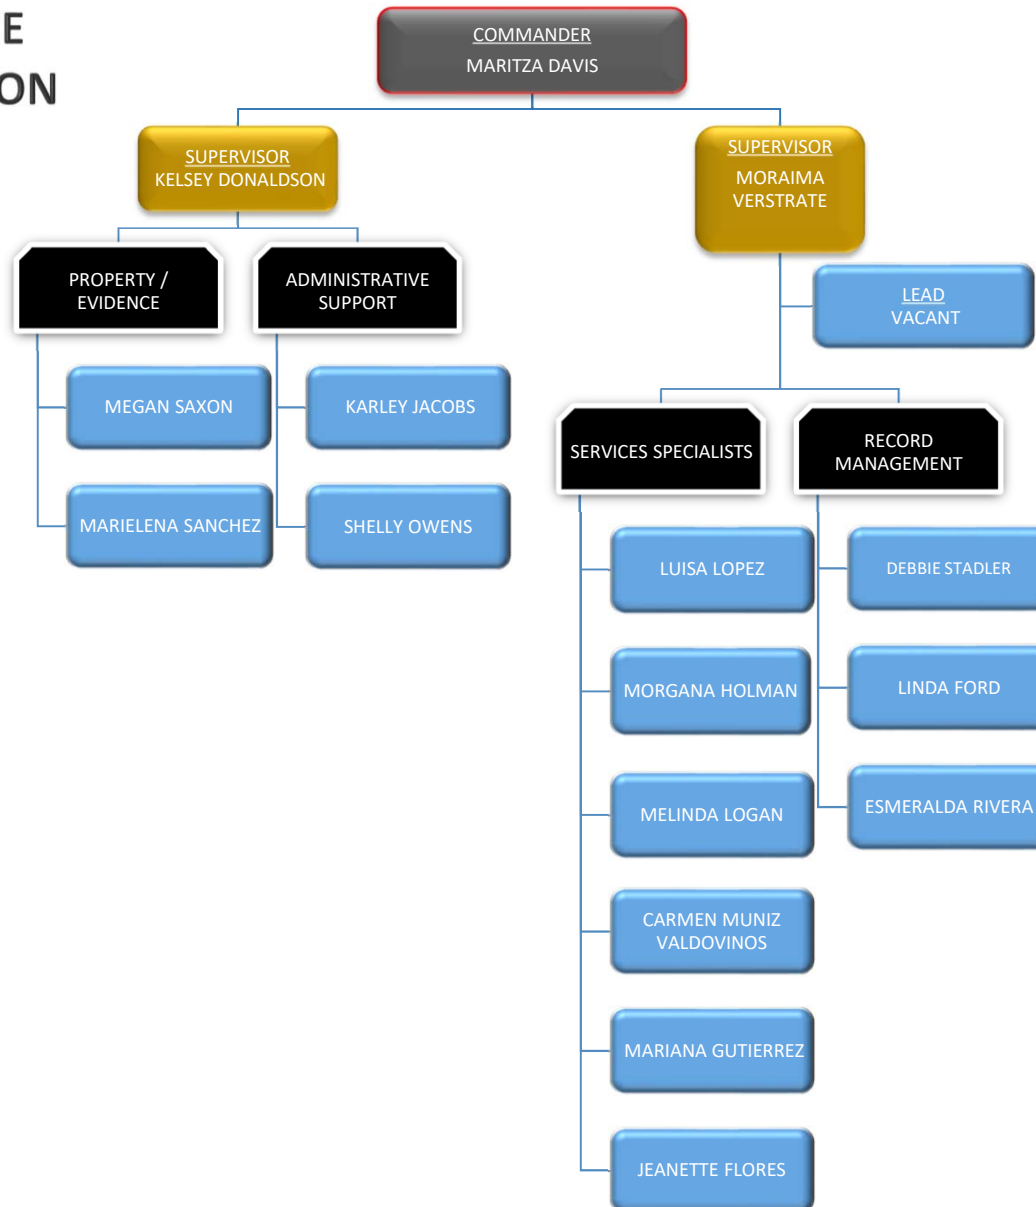 E
ON
COMMANDER
MARITZA DAVIS
SUPERVISOR
KELSEY DONALDSON
SUPERVISOR
MORAIMA
VERSTRATE
PROPERTY /
EVIDENCE
ADMINISTRATIVE
SUPPORT
LEAD
VACANT
MEGAN SAXON
KARLEY JACOBS
MARIELENA SANCHEZ
SHELLY OWENS
SERVICES SPECIALISTS
RECORD
MANAGEMENT
LUISA LOPEZ
DEBBIE STADLER
MORGANA HOLMAN
LINDA FORD
MELINDA LOGAN
ESMERALDA RIVERA
CARMEN MUNIZ
VALDOVINOS
MARIANA GUTIERREZ
JEANETTE FLORES